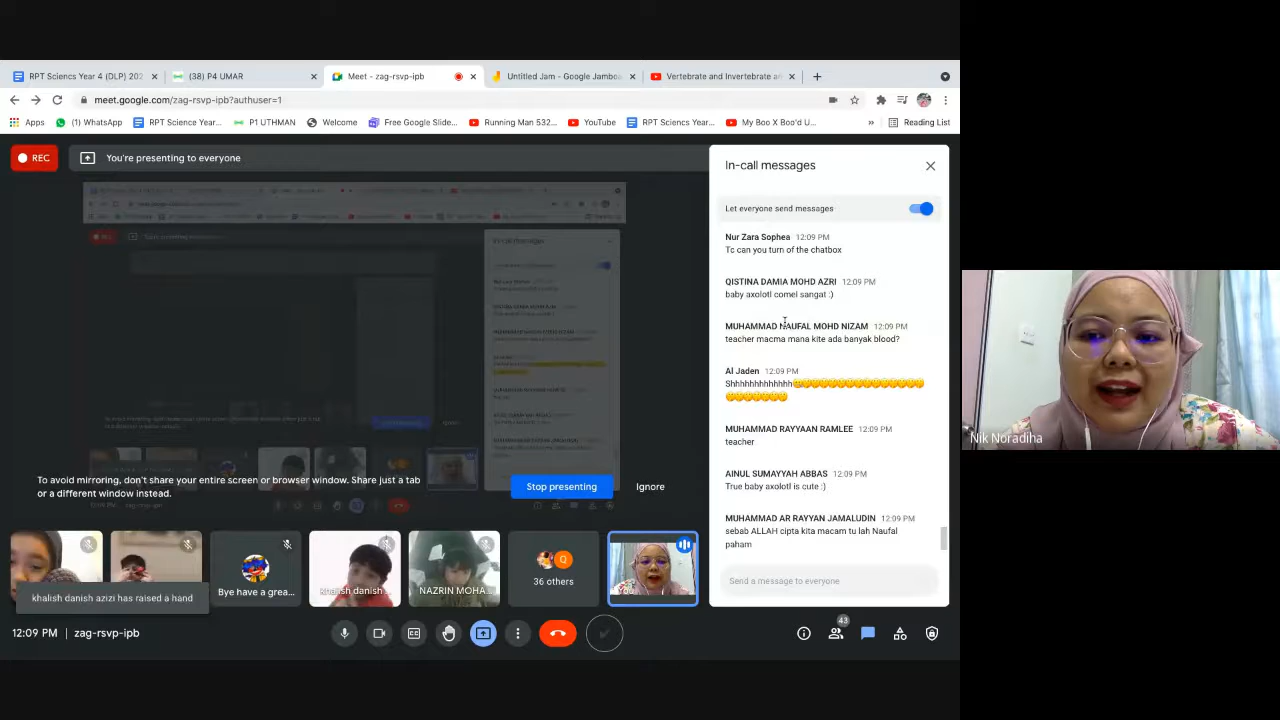 RPT Sciencs Year 4 (DLP) 202
(38) P4 UMAR
Meet - zag-rsvp-ipb
Untitled Jam - Google Jamboa
Vertebrate and Invertebrate an
meet.google.com/zag-rsvp-ipb?authuser=1
Apps
(1) WhatsApp
RPT Science Year...
P1 UTHMAN
Welcome
Free Google Slide...
Running Man 532...
YouTube
RPT Sciencs Year...
My Boo X Boo'd U...
»
Reading List
REC
You're presenting to everyone
To avoid mirroring, don't share your entire screen or browser window. Share just a tab
or a different window instead.
Stop presenting
Ignore
Bye have a grea...
khalish danish ...
NAZRIN MOHA...
Q
36 others
You
khalish danish azizi has raised a hand
12:09 PM | zag-rsvp-ipb
43
In-call messages
Let everyone send messages
Nur Zara Sophea 12:09 PM
Tc can you turn of the chatbox
QISTINA DAMIA MOHD AZRI 12:09 PM
baby axolotl comel sangat :)
MUHAMMAD NAUFAL MOHD NIZAM 12:09 PM
teacher macma mana kite ada banyak blood?
Al Jaden 12:09 PM
Shhhhhhhhhhhh
MUHAMMAD RAYYAAN RAMLEE 12:09 PM
teacher
AINUL SUMAYYAH ABBAS 12:09 PM
True baby axolotl is cute :)
MUHAMMAD AR RAYYAN JAMALUDIN 12:09 PM
sebab ALLAH cipta kita macam tu lah Naufal
paham
Send a message to everyone
Nik Noradiha